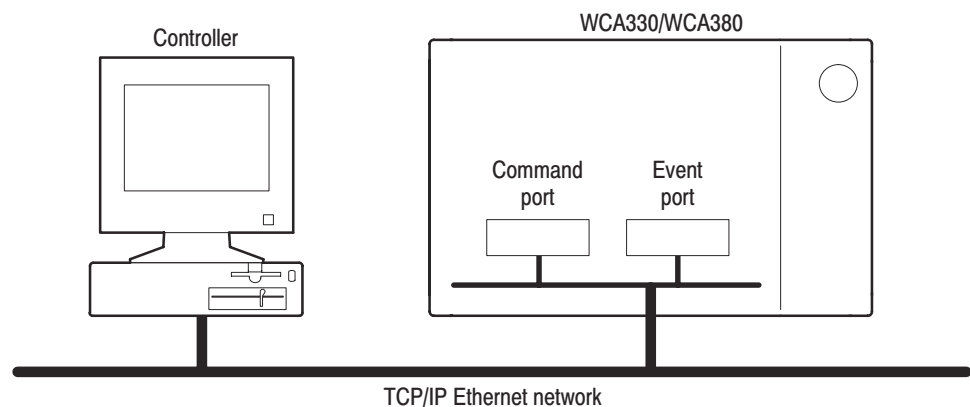 WCA330/WCA380
Controller
Command
port
Event
port
TCP/IP Ethernet network